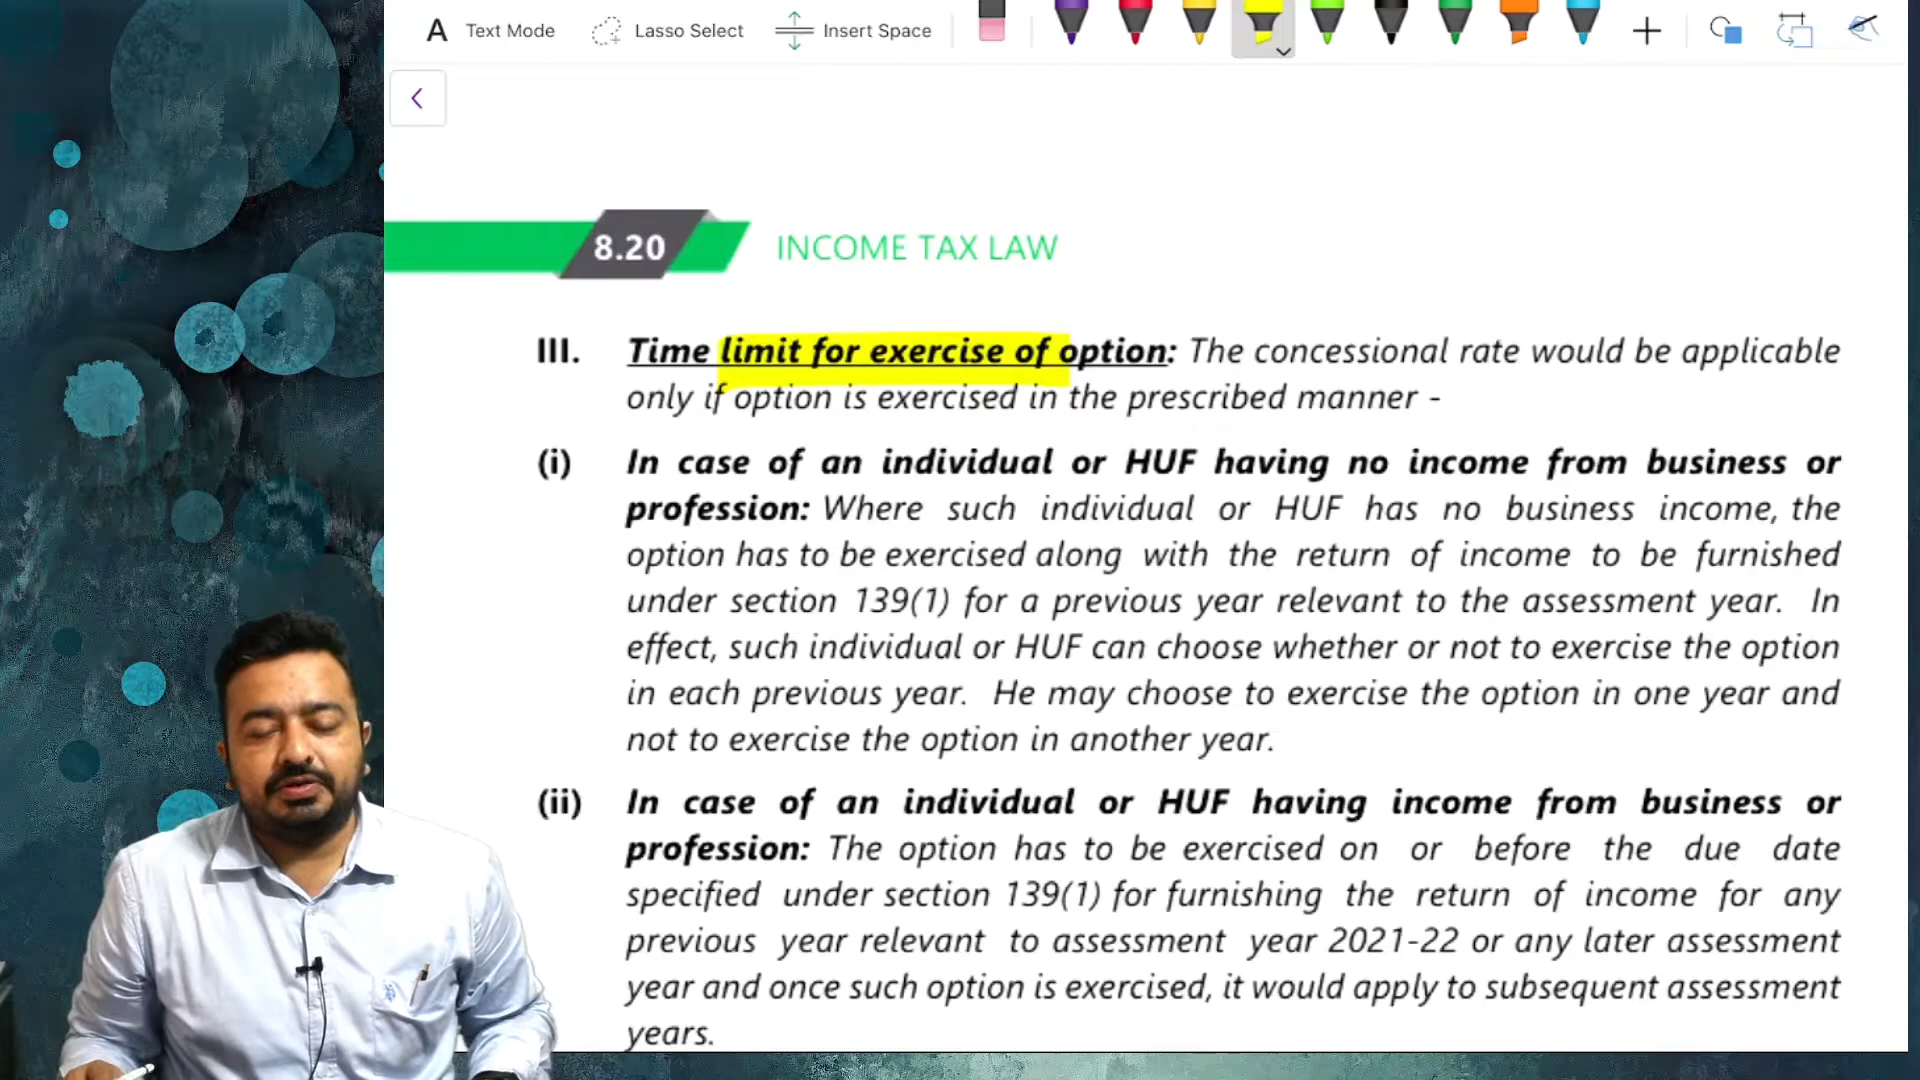 A Text Mode Lasso Select Insert Space
8.20 INCOME TAX LAW
III. Time limit for exercise of option: The concessional rate would be applicable
only if option is exercised in the prescribed manner -
(i) In case of an individual or HUF having no income from business or
profession: Where such individual or HUF has no business income, the
option has to be exercised along with the return of income to be furnished
under section 139(1) for a previous year relevant to the assessment year. In
effect, such individual or HUF can choose whether or not to exercise the option
in each previous year. He may choose to exercise the option in one year and
not to exercise the option in another year.
(ii) In case of an individual or HUF having income from business or
profession: The option has to be exercised on or before the due date
specified under section 139(1) for furnishing the return of income for any
previous year relevant to assessment year 2021-22 or any later assessment
year and once such option is exercised, it would apply to subsequent assessment
years.